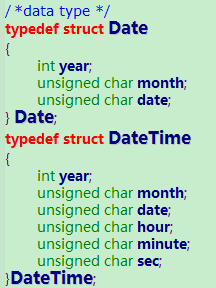 / *data type */
typedef struct Date
{
int year;
unsigned char month;
unsigned char date;
} Date;
typedef struct DateTime
{
int year;
unsigned char month;
unsigned char date;
unsigned char hour;
unsigned char minute;
unsigned char sec;
}DateTime;